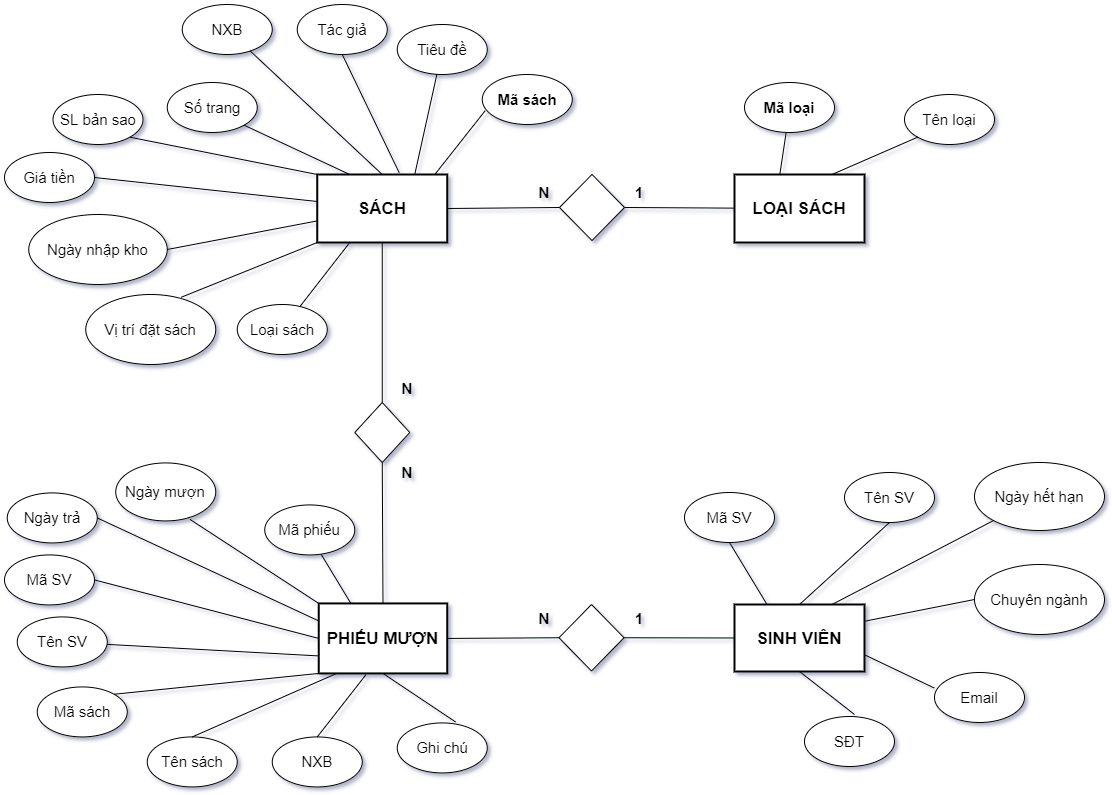 NXB
Tác giả
Tiêu đề
Mã sách
Số trang
SL bản sao
Giá tiền
Ngày nhập kho
Vị trí đặt sách
Loại sách
SÁCH
N
1
Mã loại
Tên loại
LOẠI SÁCH
N
N
Ngày mượn
Ngày trả
Mã phiếu
Mã SV
Tên SV
Mã sách
Tên sách
NXB
Ghi chú
PHIẾU MƯỢN
N
1
Mã SV
Tên SV
Ngày hết hạn
Chuyên ngành
SINH VIÊN
Email
SĐT